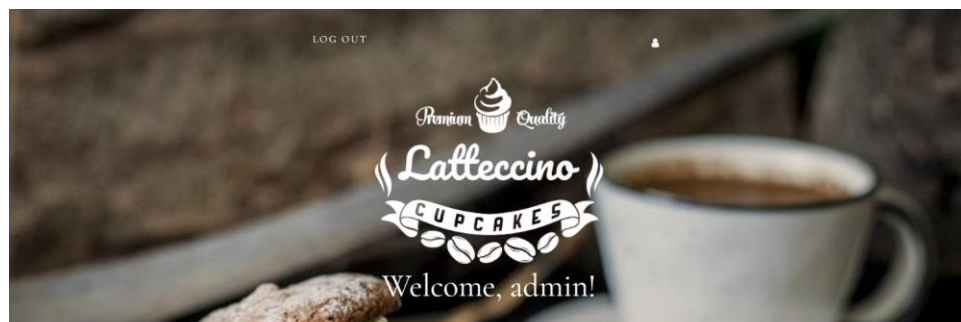 LOG OUT
Premium Quality
Latteccino
CUPCAKES
Welcome, admin!